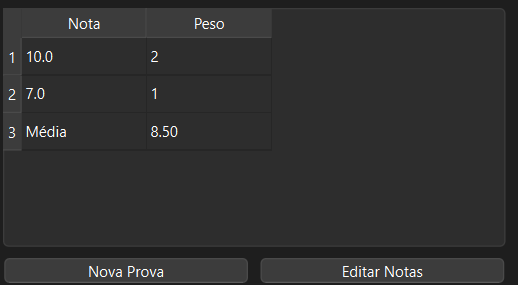 Nota Peso
1 10.0 2
2 7.0 1
3 Média 8.50
Nova Prova Editar Notas